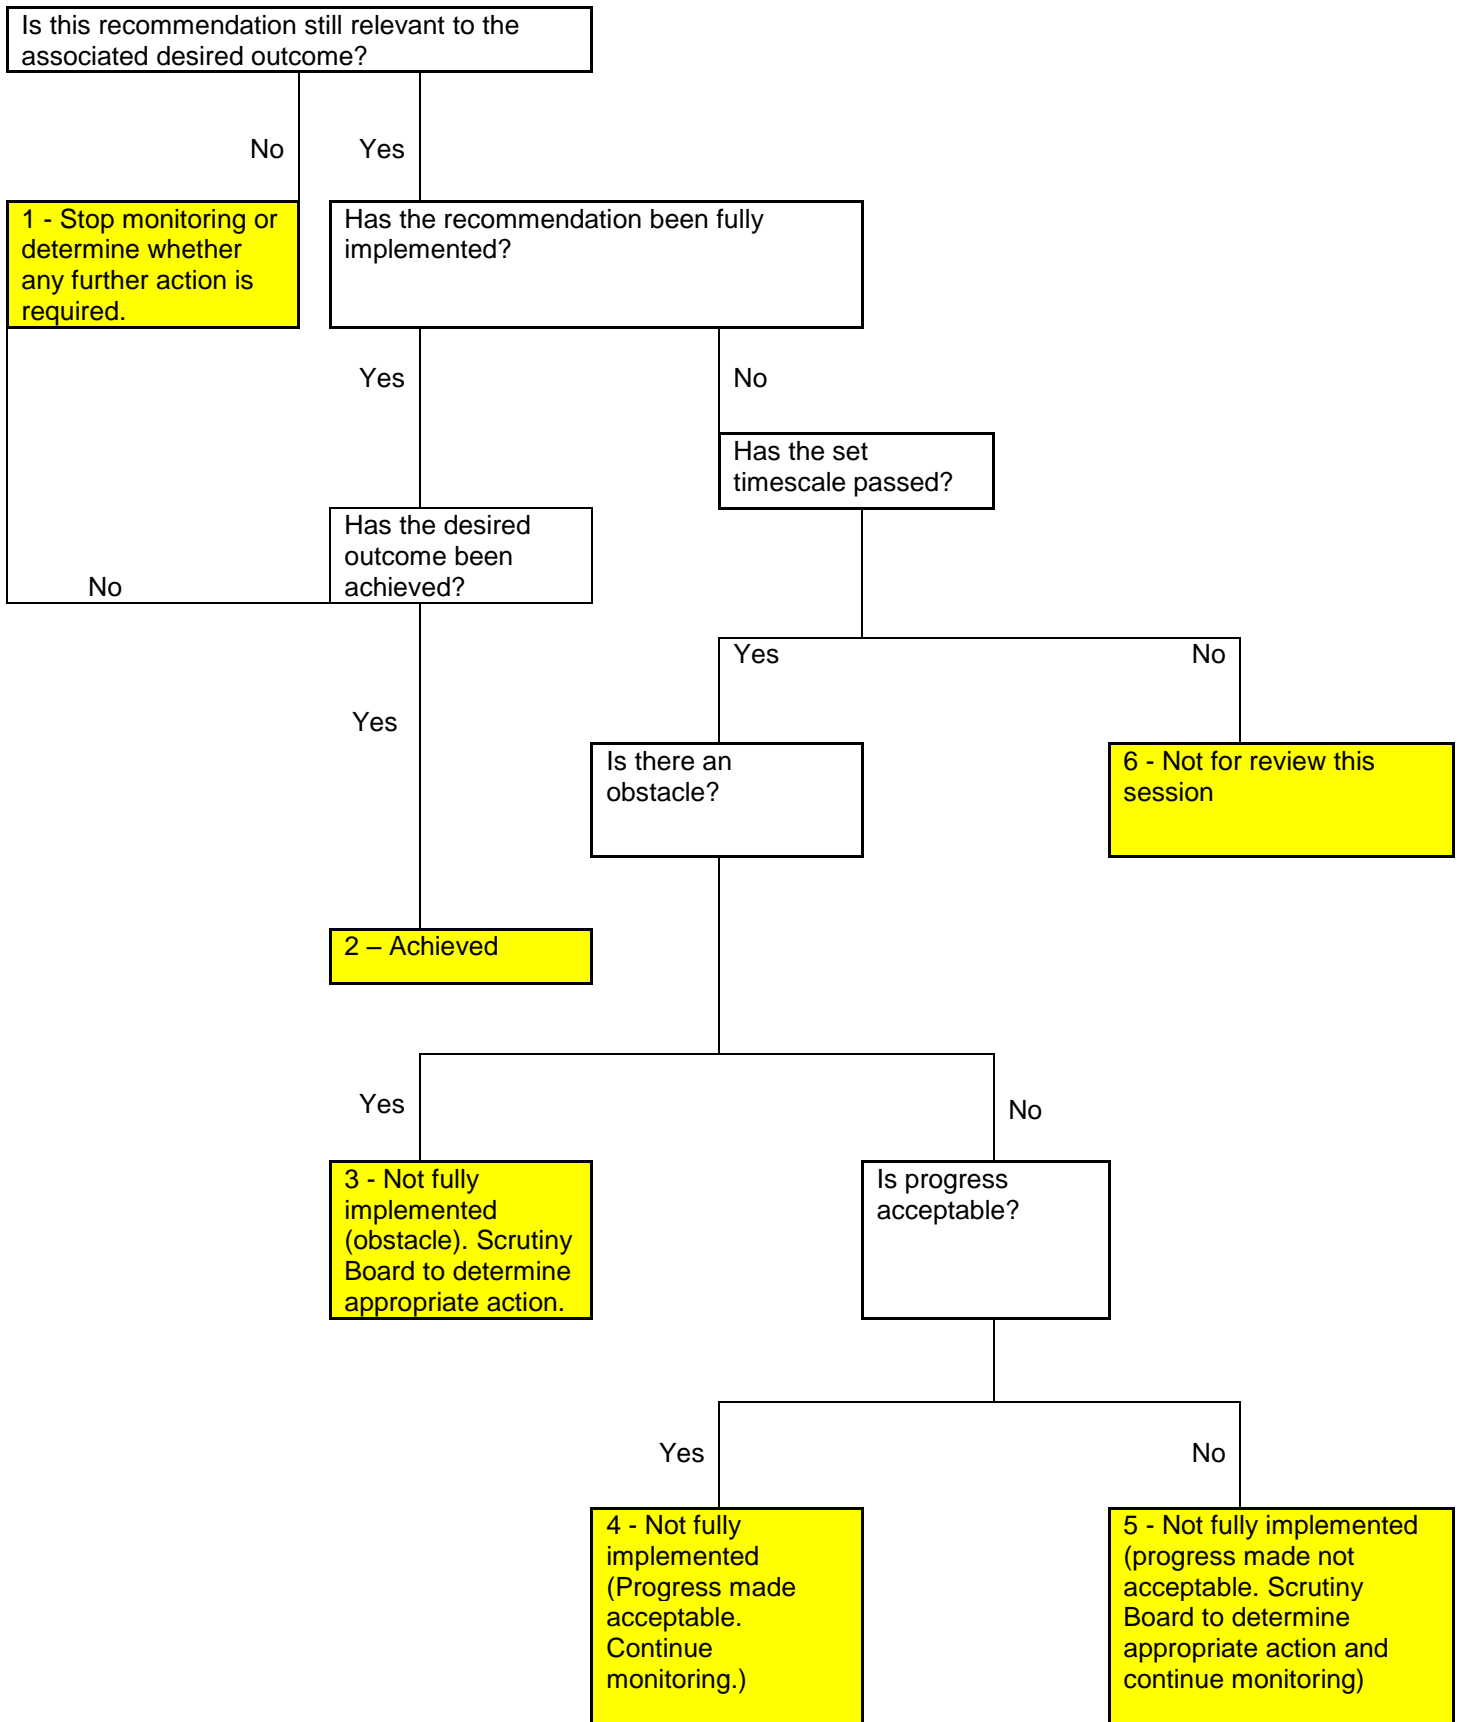 Is this recommendation still relevant to the
associated desired outcome?
No
Yes
1 - Stop monitoring or
determine whether
any further action is
required.
Has the recommendation been fully
implemented?
Yes
No
Has the set
timescale passed?
Has the desired
outcome been
achieved?
No
Yes
No
Yes
Is there an
obstacle?
6 - Not for review this
session
2 – Achieved
Yes
No
3 - Not fully
implemented
(obstacle). Scrutiny
Board to determine
appropriate action.
Is progress
acceptable?
Yes
No
4 - Not fully
implemented
(Progress made
acceptable.
Continue
monitoring.)
5 - Not fully implemented
(progress made not
acceptable. Scrutiny
Board to determine
appropriate action and
continue monitoring)